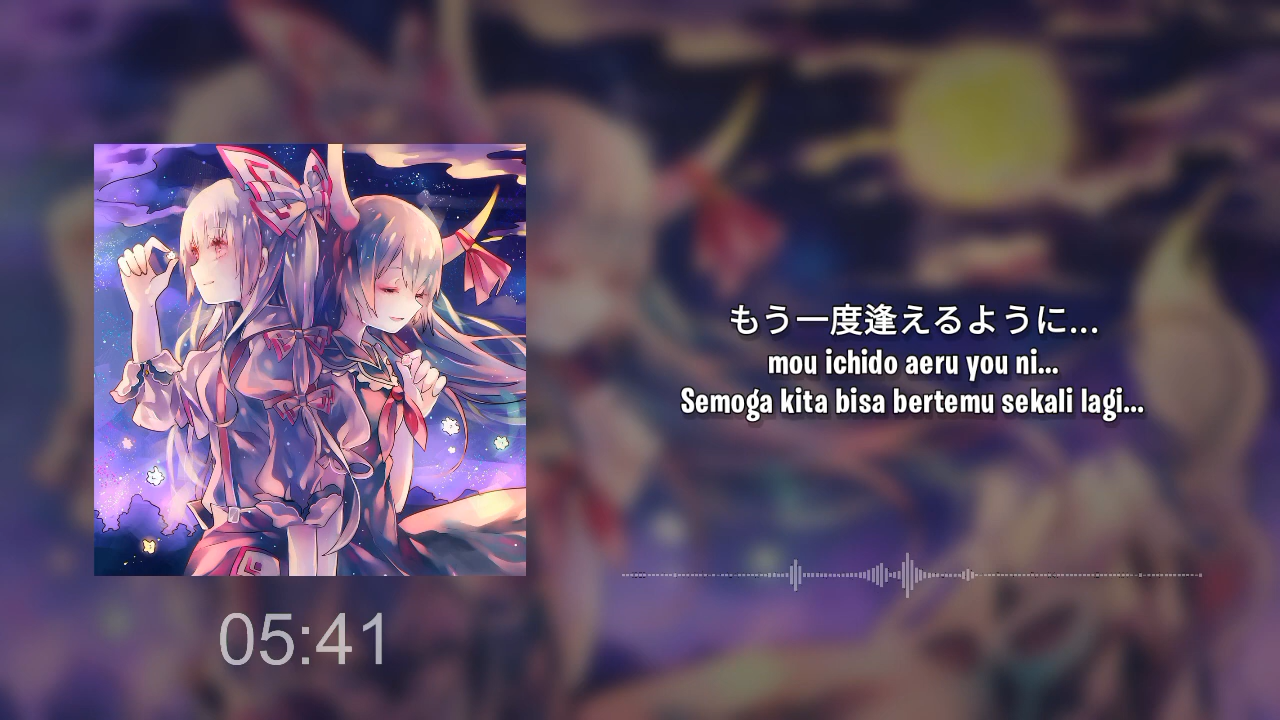 もう一度逢えるように...
mou ichido aeru you ni...
Semoga kita bisa bertemu sekali lagi...
05:41